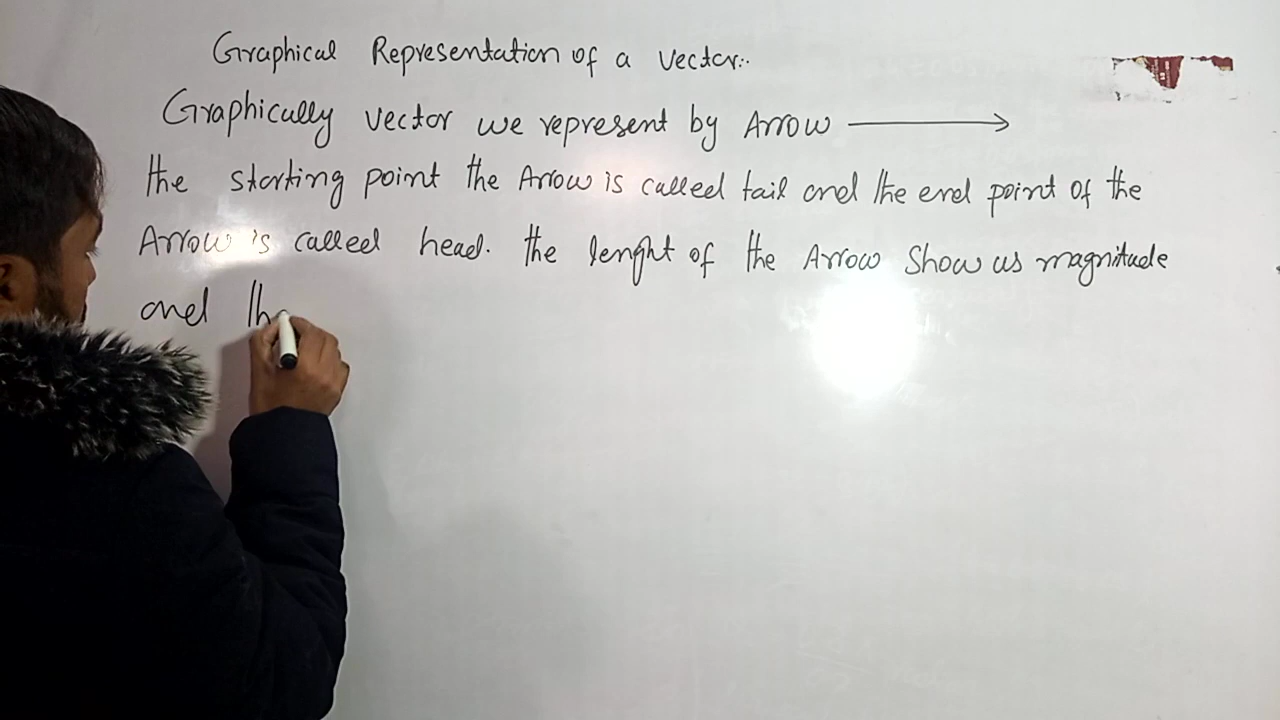 Graphical Representation of a vector:.
Graphically vector we represent by Arrow
the starting point the Arrow is called tail and the end point of the
Arrow is called head. the lenght of the Arrow show us magnitude
and the